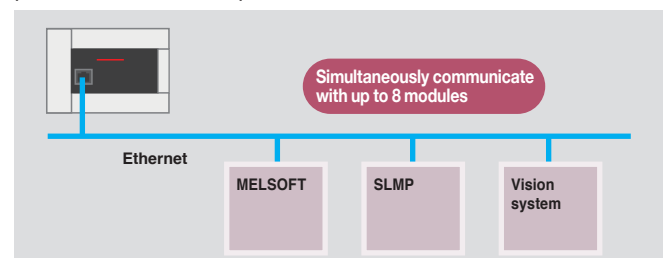 Simultaneously communicate
with up to 8 modules
Ethernet
MELSOFT
SLMP
Vision
system